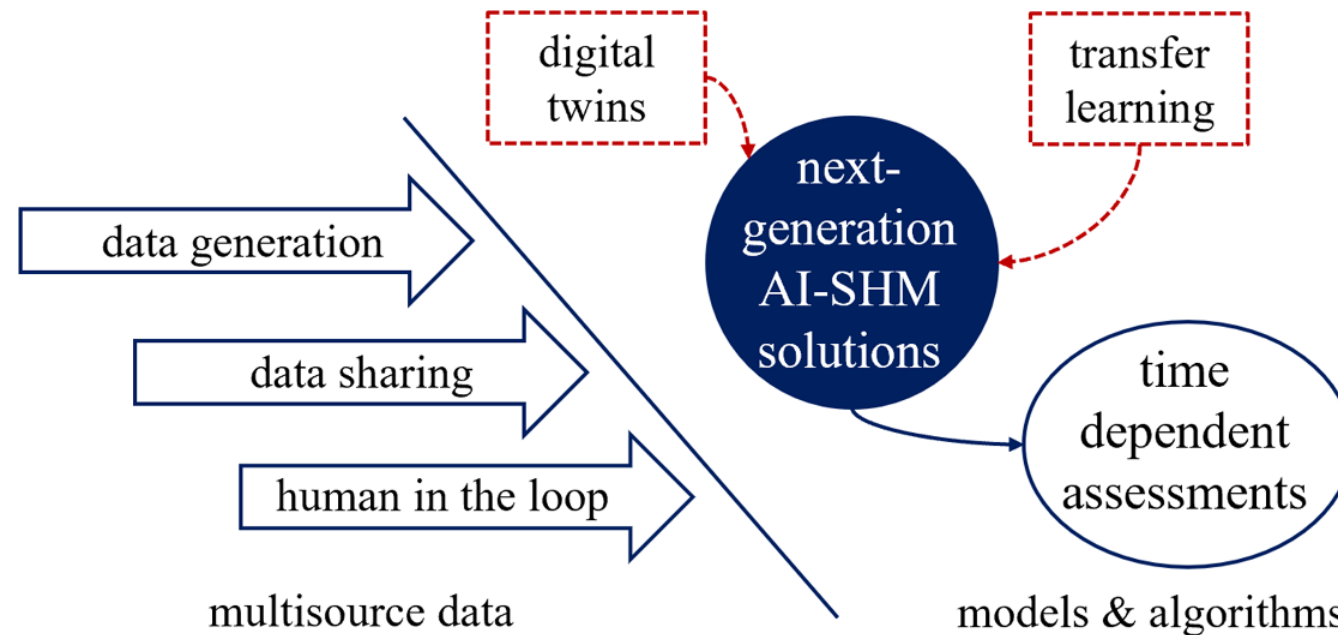 digital
twins
transfer
learning
next-
generation
AI-SHM
solutions
data generation
data sharing
human in the loop
time
dependent
assessments
multisource data
models & algorithms